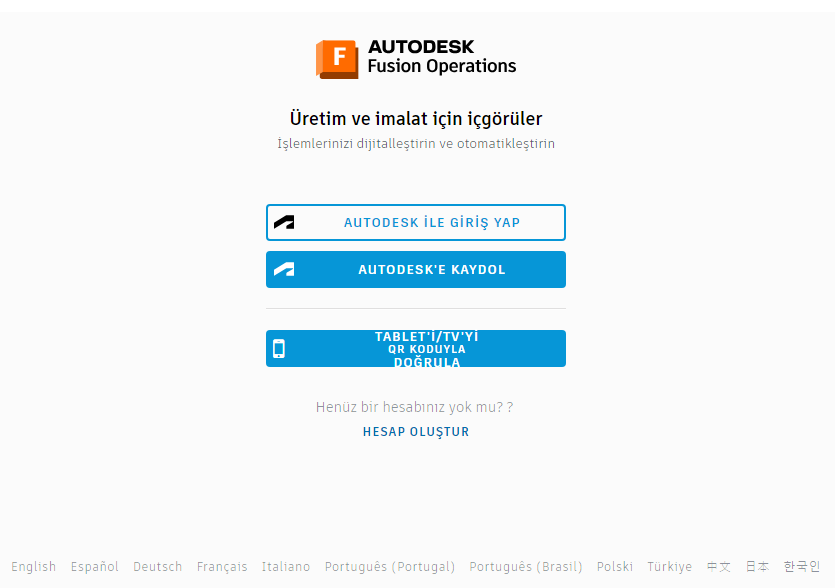 F
AUTODESK
Fusion Operations
Üretim ve imalat için içgörüler
İşlemlerinizi dijitalleştirin ve otomatikleştirin
AUTODESK İLE GİRİŞ YAP
AUTODESK'E KAYDOL
TABLET'İ/TV'Yİ
QR KODUYLA
DOĞRULA
Henüz bir hesabınız yok mu? ?
HESAP OLUŞTUR
English Español Deutsch Français Italiano Português (Portugal) Português (Brasil) Polski Türkiye 中文 日本 한국인